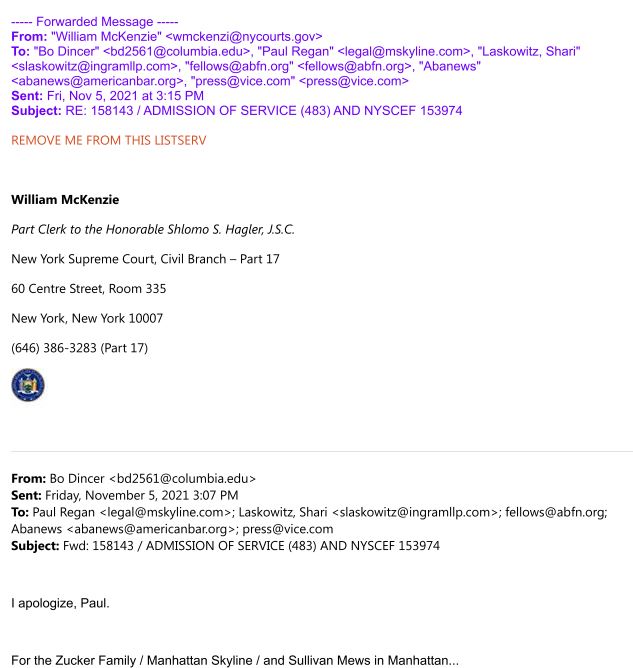 ----- Forwarded Message -----
From: "William McKenzie" <wmckenzi@nycourts.gov>
To: "Bo Dincer" <bd2561@columbia.edu>, "Paul Regan" <legal@mskyline.com>, "Laskowitz, Shari"
<slaskowitz@ingramllp.com>, "fellows@abfn.org" <fellows@abfn.org>, "Abanews"
<abanews@americanbar.org>, "press@vice.com" <press@vice.com>
Sent: Fri, Nov 5, 2021 at 3:15 PM
Subject: RE: 158143 / ADMISSION OF SERVICE (483) AND NYSCEF 153974
REMOVE ME FROM THIS LISTSERV
William McKenzie
Part Clerk to the Honorable Shlomo S. Hagler, J.S.C.
New York Supreme Court, Civil Branch – Part 17
60 Centre Street, Room 335
New York, New York 10007
(646) 386-3283 (Part 17)
From: Bo Dincer <bd2561@columbia.edu>
Sent: Friday, November 5, 2021 3:07 PM
To: Paul Regan <legal@mskyline.com>; Laskowitz, Shari <slaskowitz@ingramllp.com>; fellows@abfn.org;
Abanews <abanews@americanbar.org>; press@vice.com
Subject: Fwd: 158143 / ADMISSION OF SERVICE (483) AND NYSCEF 153974
I apologize, Paul.
For the Zucker Family / Manhattan Skyline / and Sullivan Mews in Manhattan...